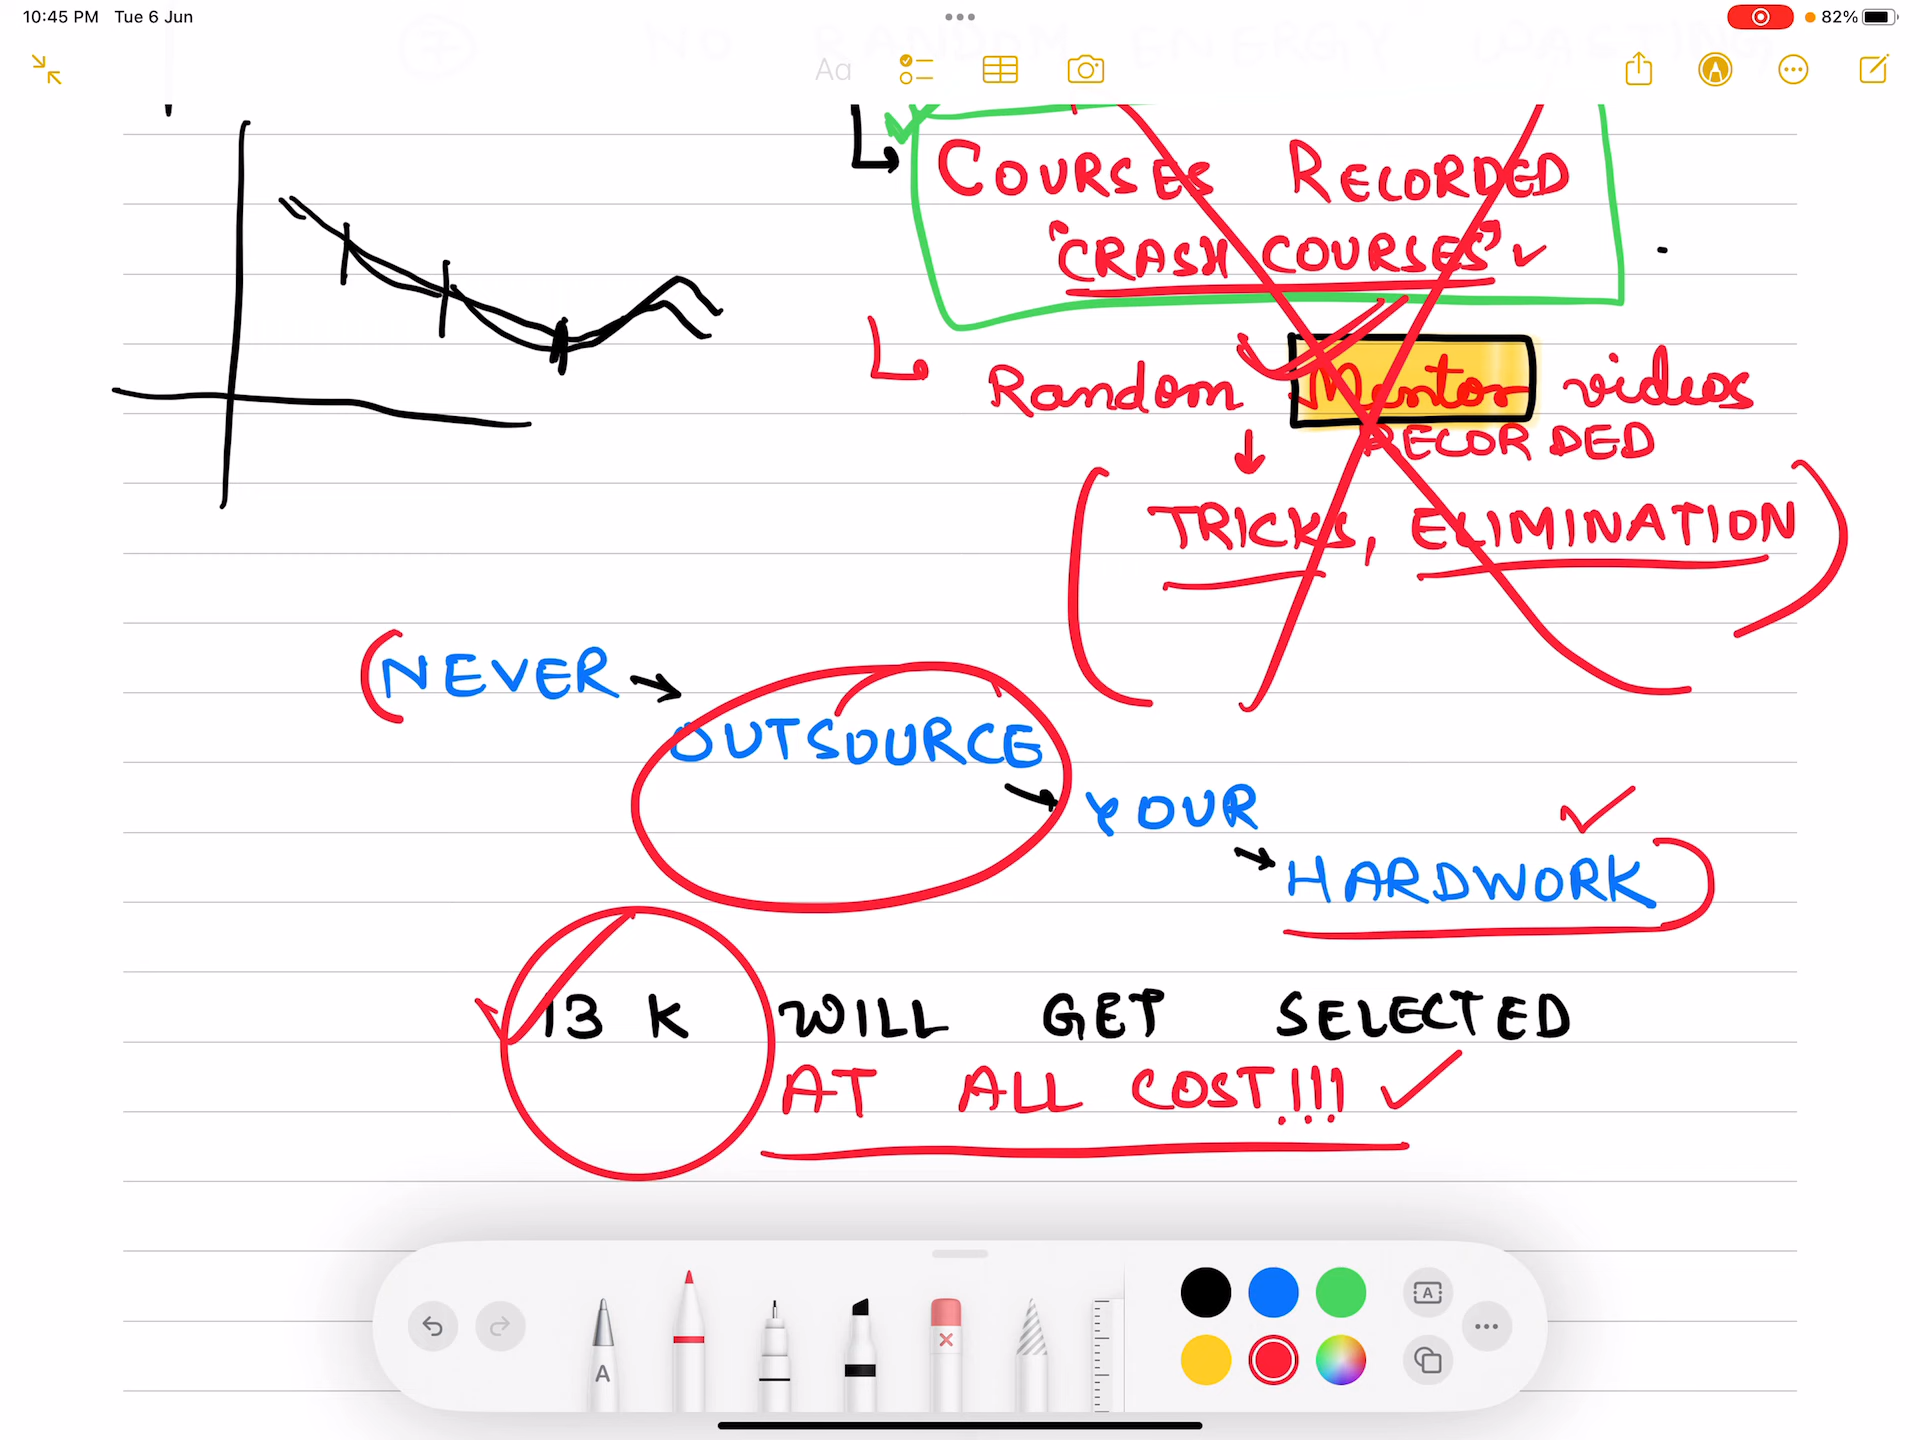 10:45 PM Tue 6 Jun
82%
Aa
COURSES RECORDED
"CRASH COURSES"
Random Mentor videos
RECORDED
TRICKS, ELIMINATION
NEVER
OUTSOURCE
YOUR
HARDWORK
13 K WILL GET SELECTED
AT ALL COST!!!
A
A